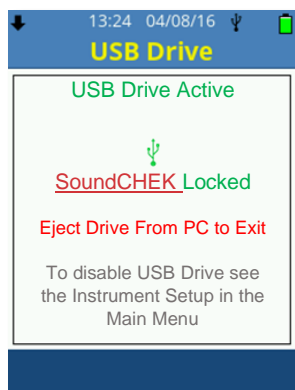 13:24 04/08/16
USB Drive
USB Drive Active
SoundCHEK Locked
Eject Drive From PC to Exit
To disable USB Drive see
the Instrument Setup in the
Main Menu